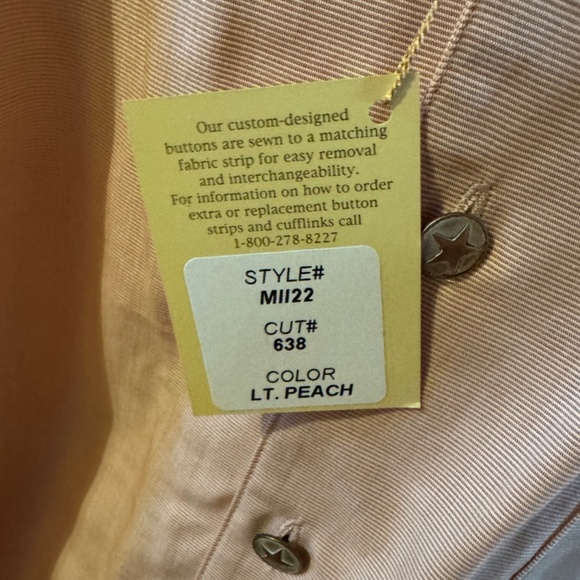 Our custom-designed
buttons are sewn to a matching
fabric strip for easy removal
and interchangeability.
For information on how to order
extra or replacement button
strips and cufflinks call
1-800-278-8227
STYLE#
MII22
CUT#
638
COLOR
LT. PEACH